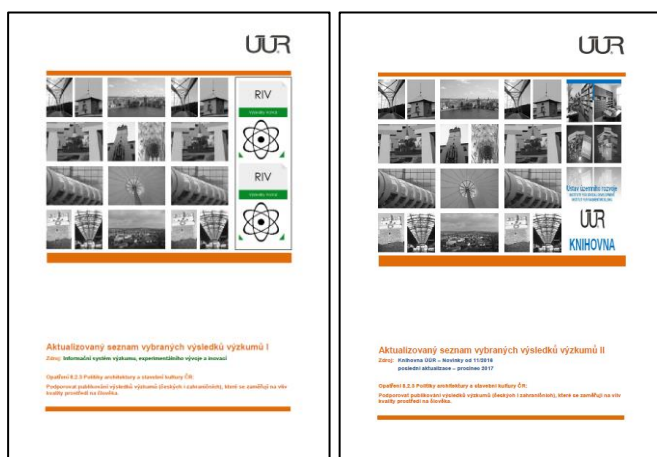 ÚÚR
RIV
RIV
Aktualizovaný seznam vybraných výsledků výzkumů I
Zdroj: Informační systém výzkumu, experimentálního vývoje a inovací
Opatření 8.2.3 Politiky architektury a stavební kultury ČR:
Podporovat publikování výsledků výzkumů (českých i zahraničních), které se zaměřují na vliv
kvality prostředí na člověka.
ÚÚR
Ústav územního rozvoje
ÚÚR
KNIHOVNA
Aktualizovaný seznam vybraných výsledků výzkumů II
Zdroj: Knihovna ÚÚR – Novinky od 11/2016
poslední aktualizace – prosinec 2017
Opatření 8.2.3 Politiky architektury a stavební kultury ČR:
Podporovat publikování výsledků výzkumů (českých i zahraničních), které se zaměřují na vliv
kvality prostředí na člověka.